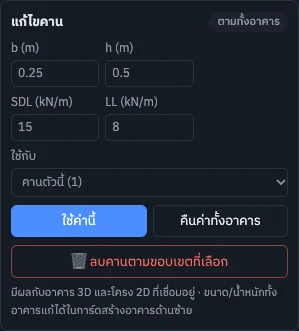 แก้ไขคาน
ตามทั้งอาคาร
b (m)
h (m)
0.25
0.5
SDL (kN/m)
LL (kN/m)
15
8
ใช้กับ
คานตัวนี้ (1)
ใช้ค่านี้
คืนค่าทั้งอาคาร
ลบคานตามขอบเขตที่เลือก
มีผลกับอาคาร 3D และโครง 2D ที่เชื่อมอยู่ · ขนาด/น้ำหนักทั้ง
อาคารแก้ได้ในการ์ดสร้างอาคารด้านซ้าย